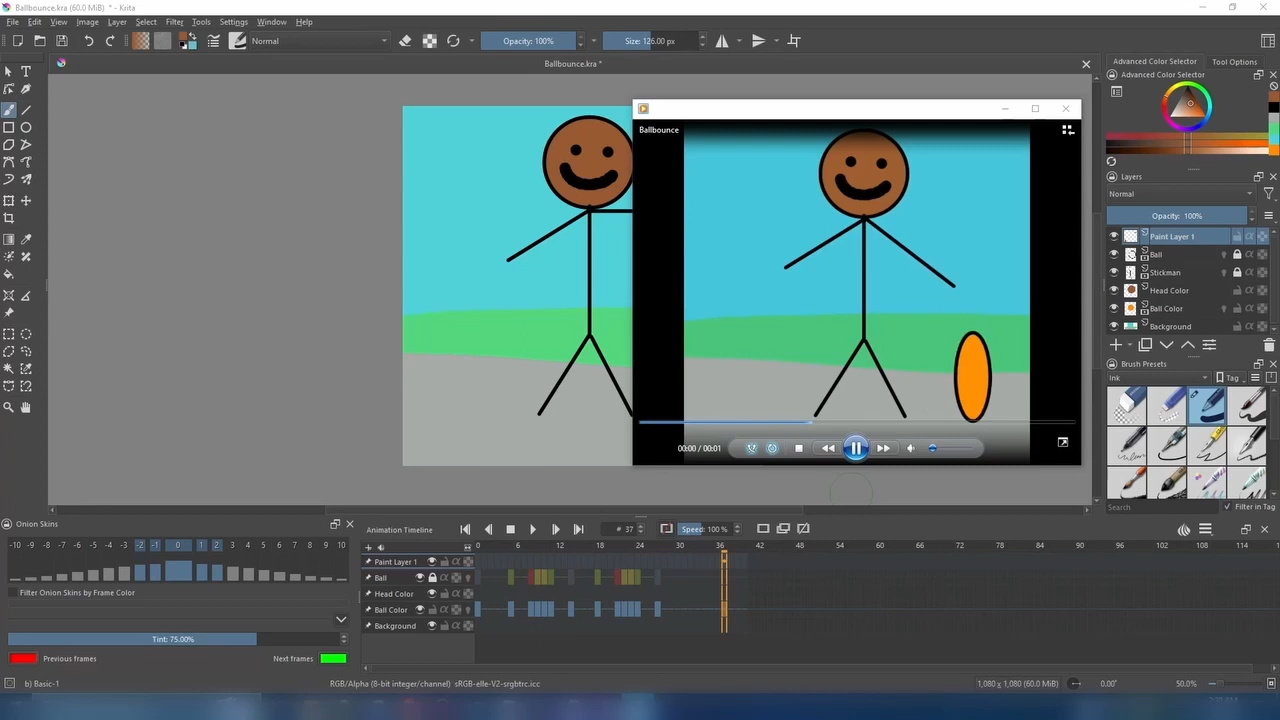 Ballbounce.kra (60.0 MiB) * - Krita
File Edit View Image Layer Select Filter Tools Settings Window Help
Normal
Opacity: 100%
Size: 126.00 px
Ballbounce.kra *
Advanced Color Selector Tool Options
Advanced Color Selector
Ballbounce
00:00 / 00:01
Layers
Normal
Opacity: 100%
Paint Layer 1
Ball
Stickman
Head Color
Ball Color
Background
Brush Presets
Ink
Tag
Search
Filter in Tag
Onion Skins
-10 -9 -8 -7 -6 -5 -4 -3 -2 -1 0 1 2 3 4 5 6 7 8 9 10
Filter Onion Skins by Frame Color
Tint: 75.00%
Previous frames
Next frames
Animation Timeline
# 37
Speed: 100 %
0 6 12 18 24 30 36 42 48 54 60 66 72 78 84 90 96 102 108 114
Paint Layer 1
Ball
Head Color
Ball Color
Background
b) Basic-1
RGB/Alpha (8-bit integer/channel) sRGB-elle-V2-srgbtrc.icc
1,080 x 1,080 (60.0 MiB)
0.00°
50.0%